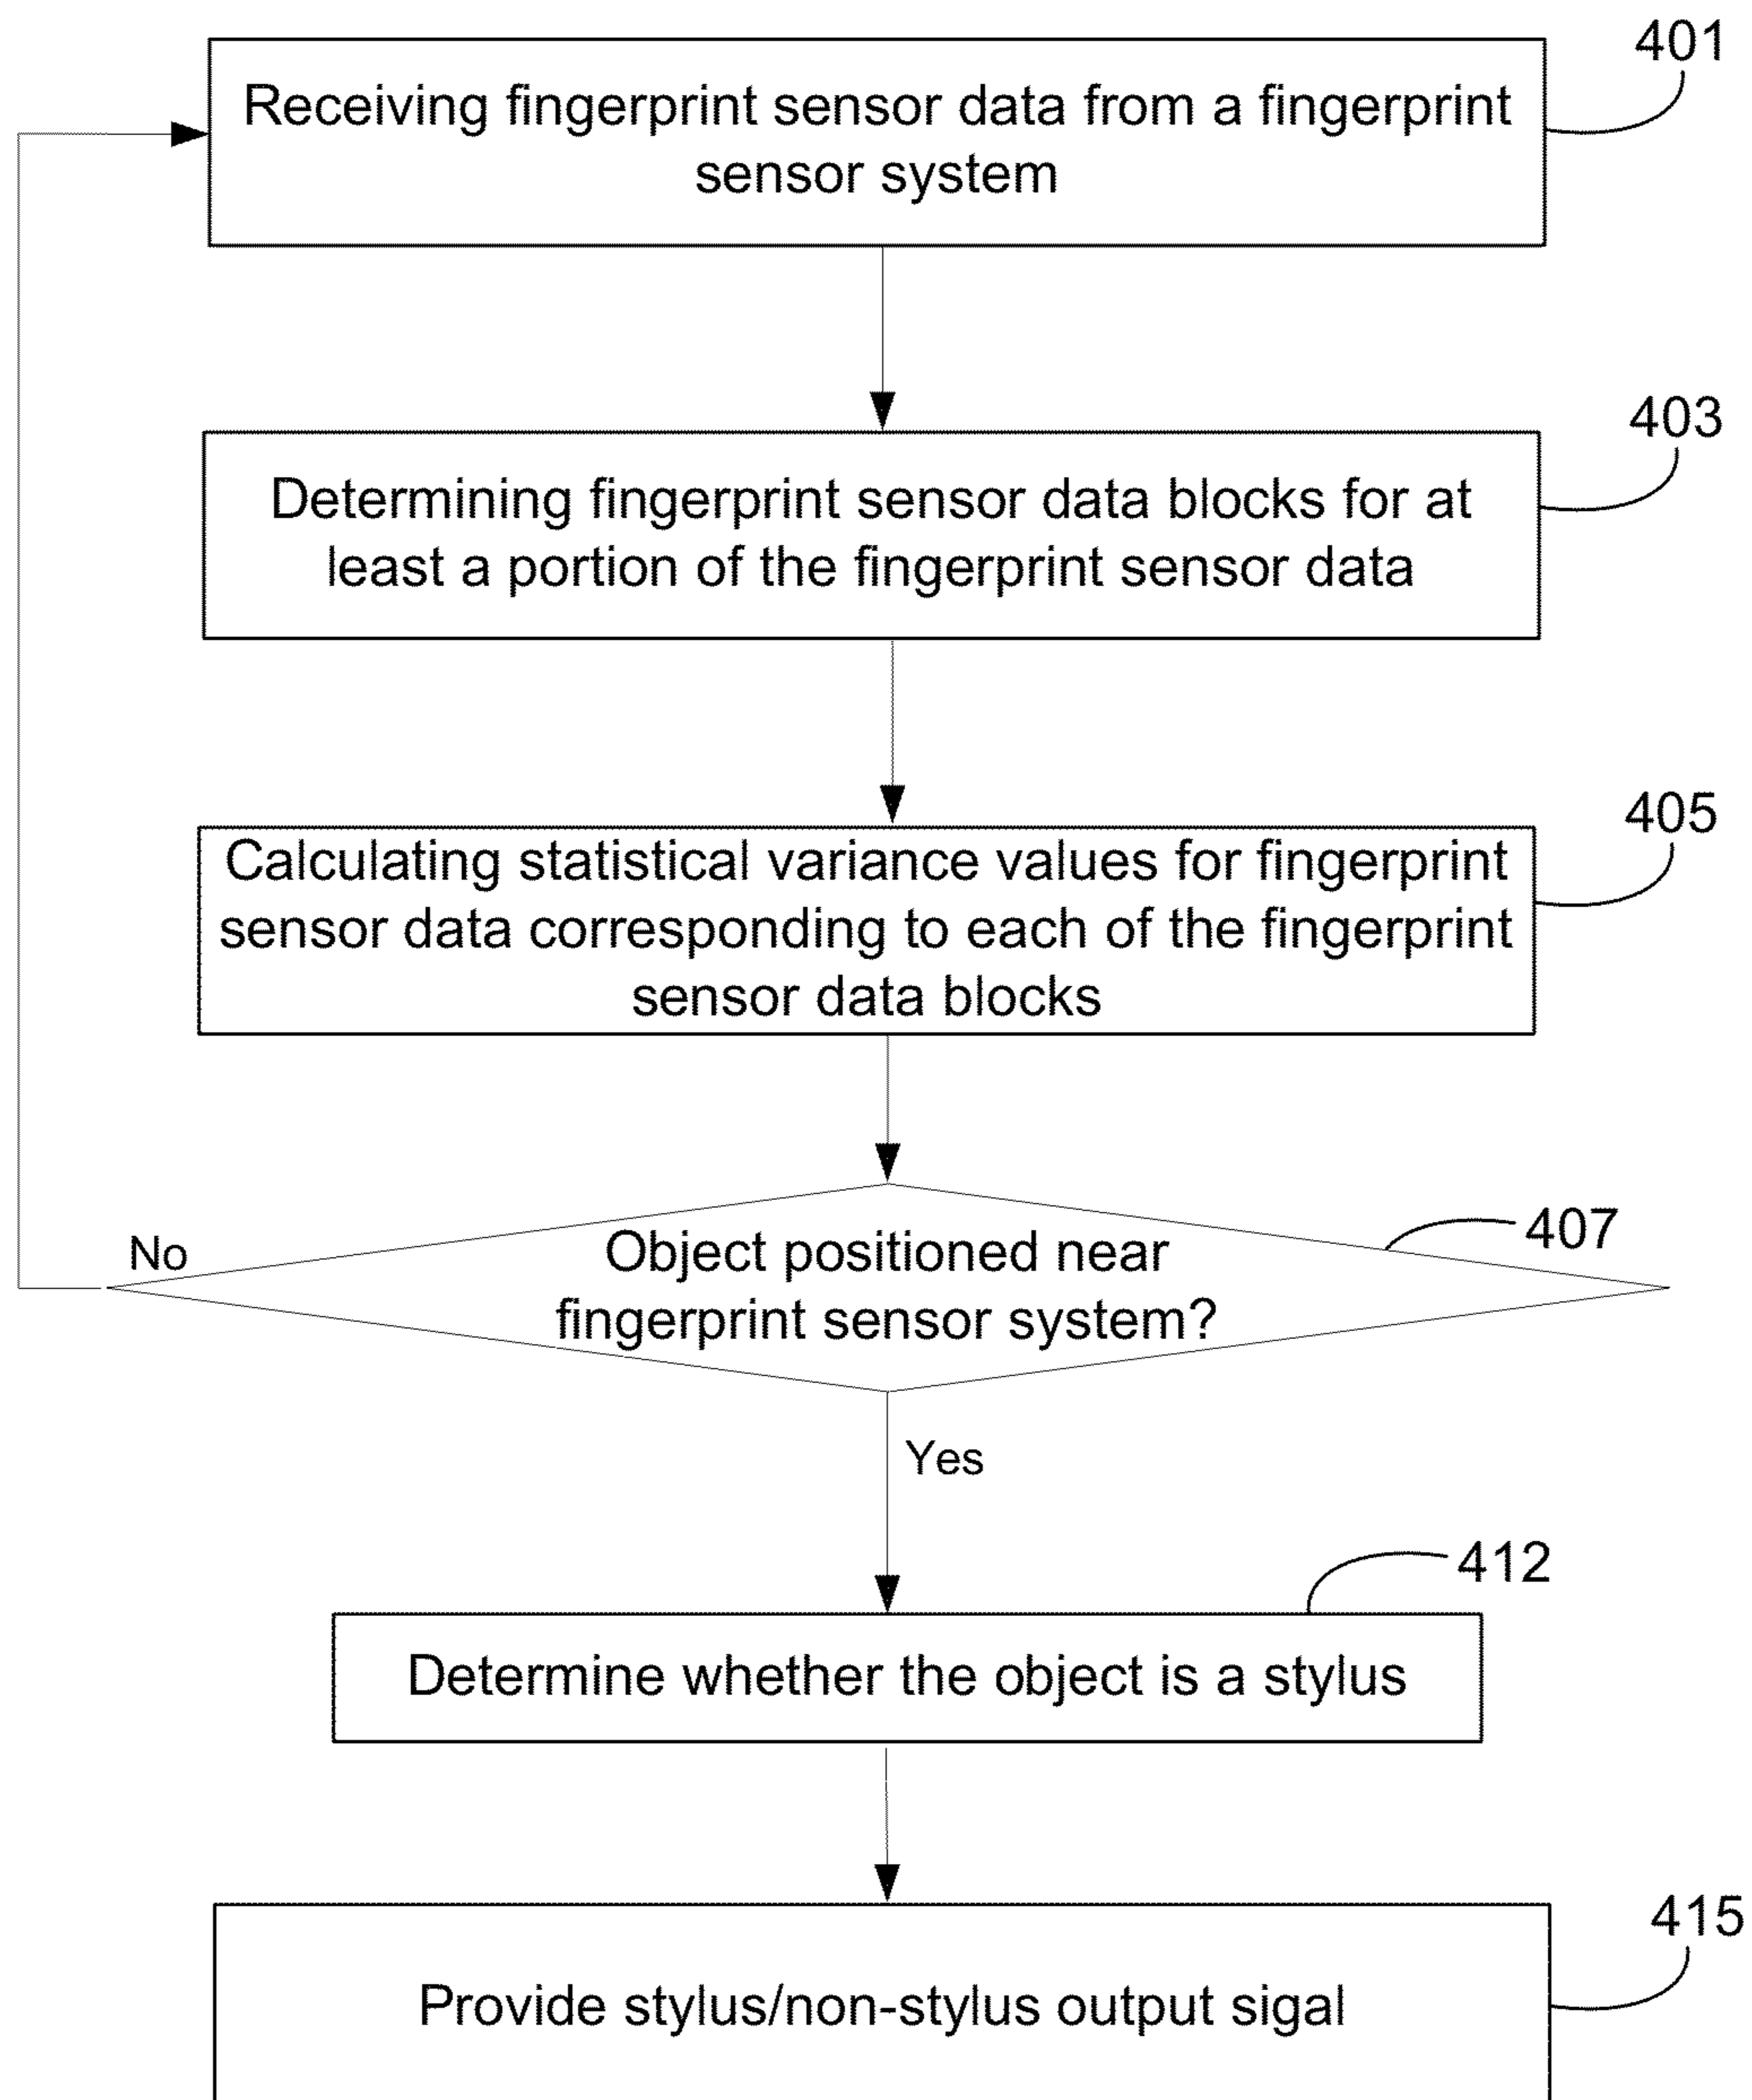 401
Receiving fingerprint sensor data from a fingerprint
sensor system
403
Determining fingerprint sensor data blocks for at
least a portion of the fingerprint sensor data
405
Calculating statistical variance values for fingerprint
sensor data corresponding to each of the fingerprint
sensor data blocks
407
No
Object positioned near
fingerprint sensor system?
Yes
412
Determine whether the object is a stylus
415
Provide stylus/non-stylus output sigal